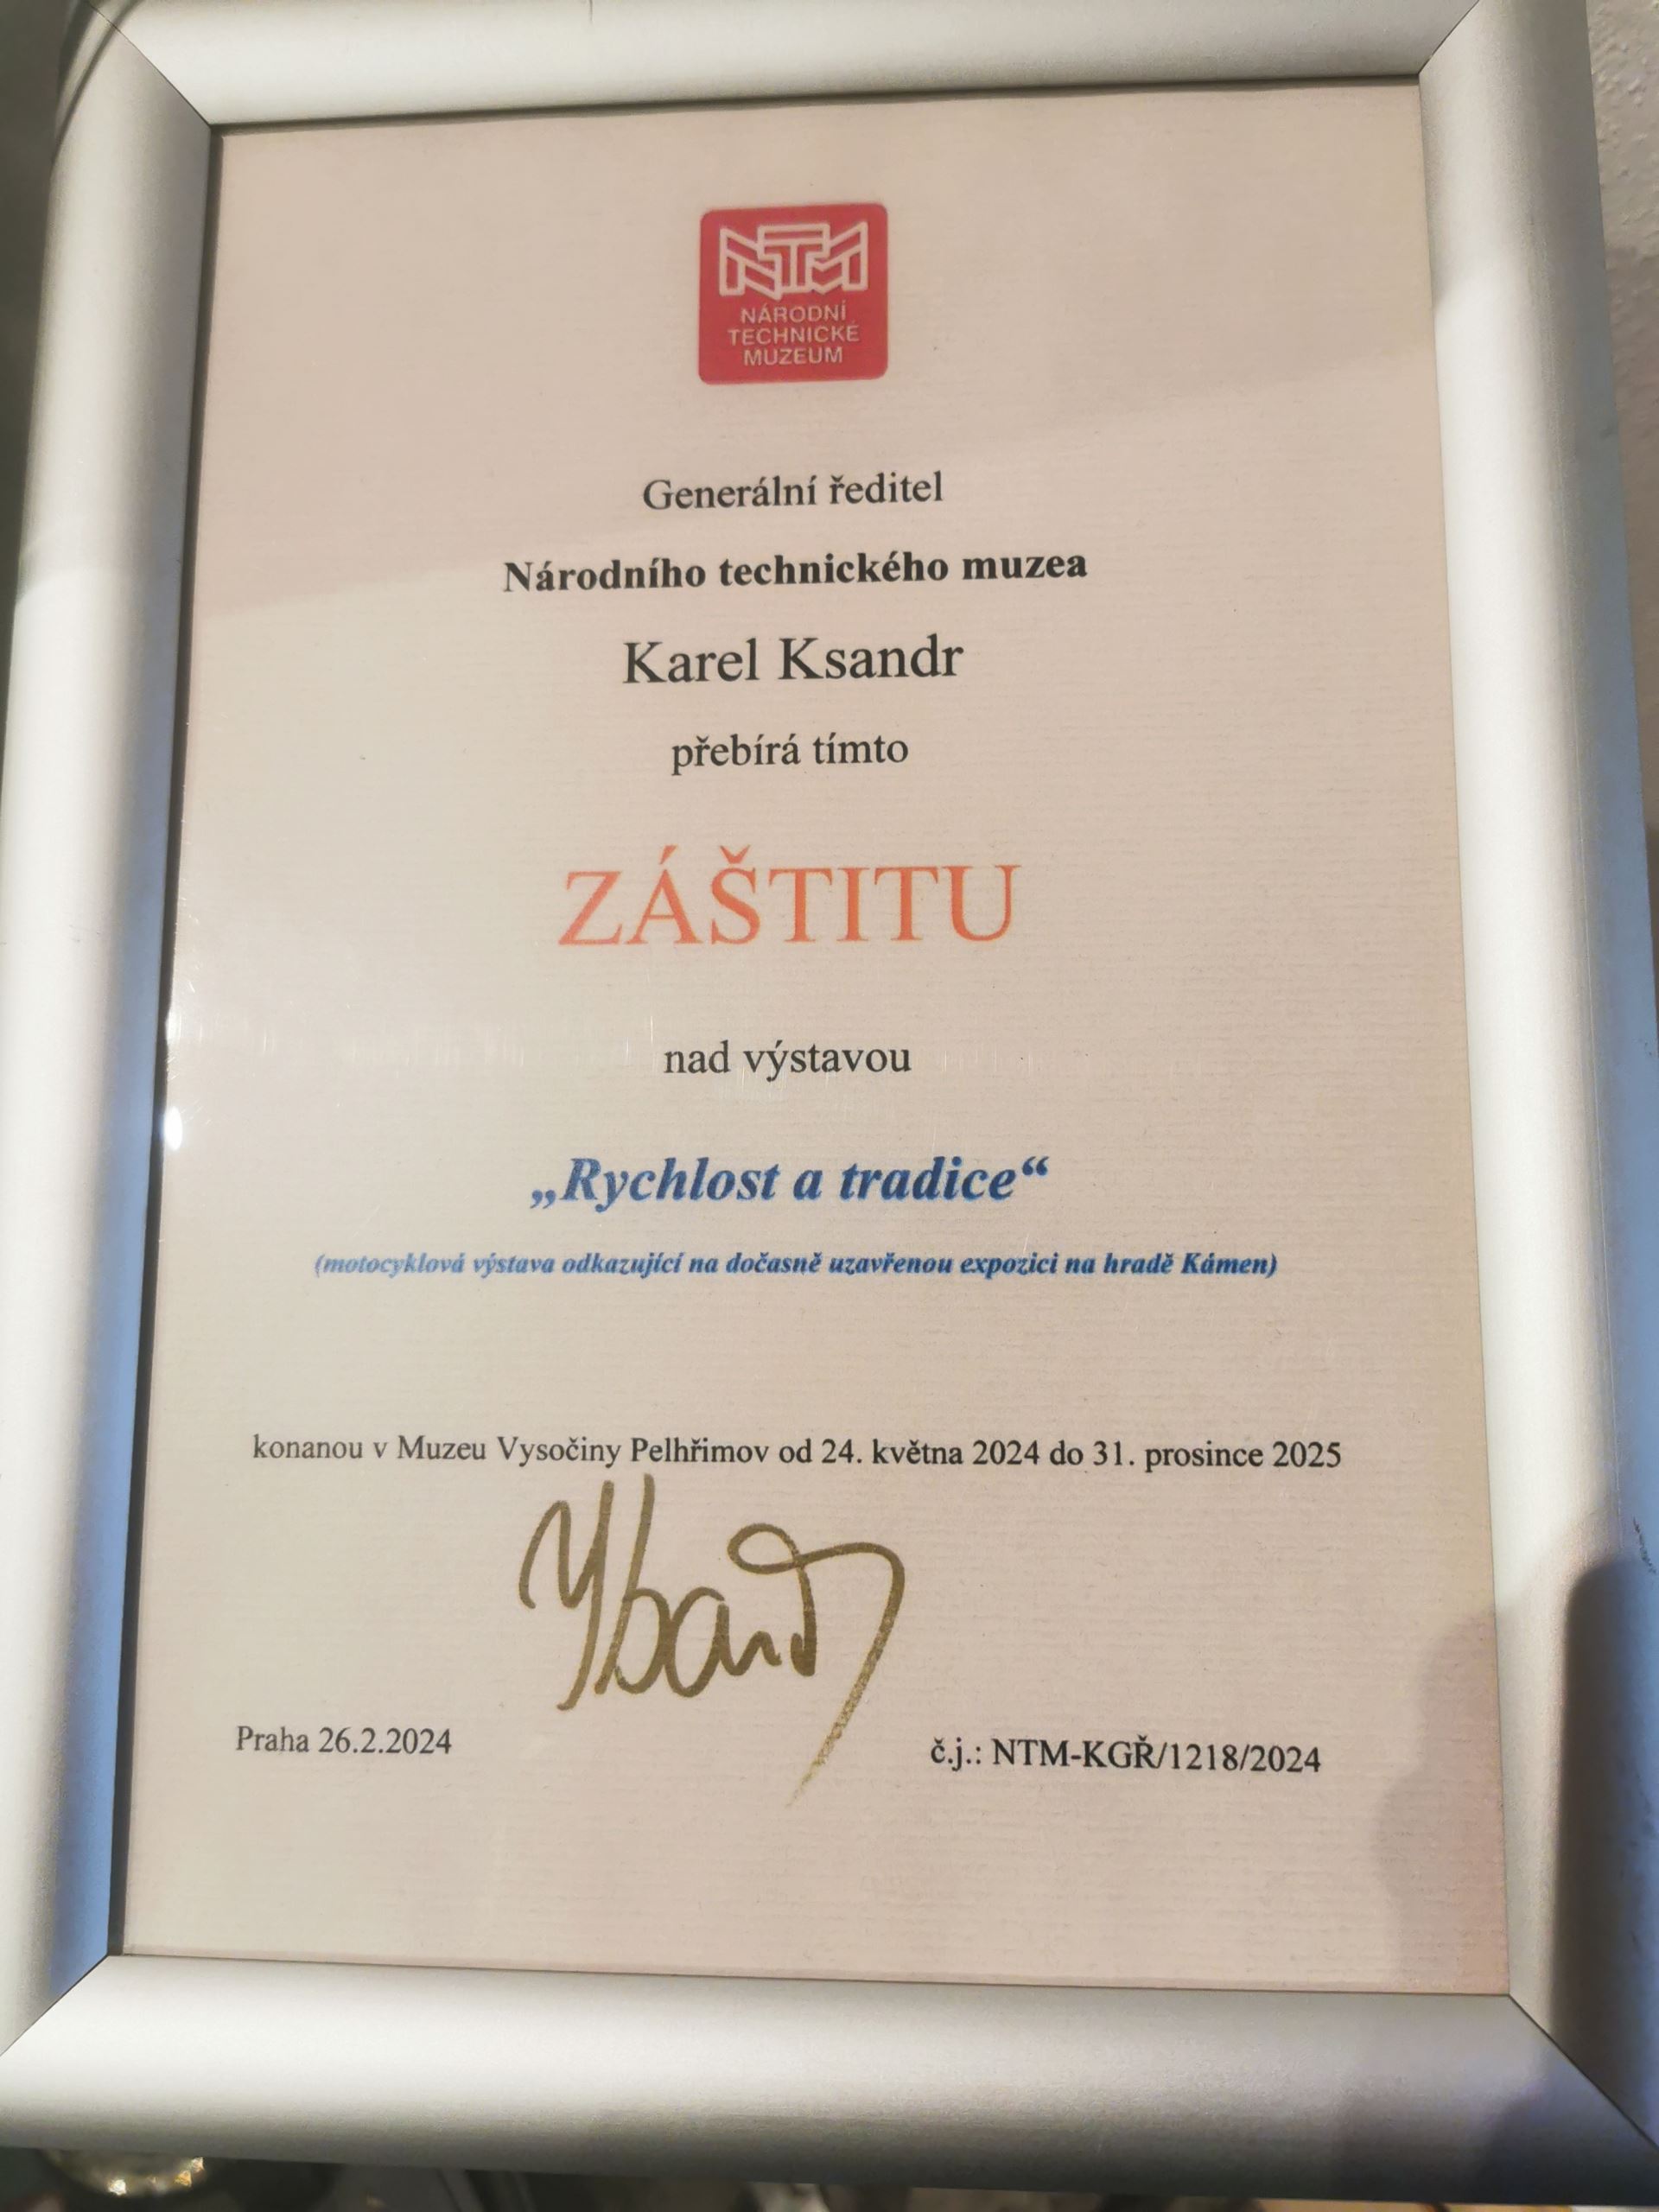 NTM
NÁRODNÍ
TECHNICKÉ
MUZEUM
Generální ředitel
Národního technického muzea
Karel Ksandr
přebírá tímto
ZÁŠTITU
nad výstavou
„Rychlost a tradice“
(motocyklová výstava odkazující na dočasně uzavřenou expozici na hradě Kámen)
konanou v Muzeu Vysočiny Pelhřimov od 24. května 2024 do 31. prosince 2025
Praha 26.2.2024
č.j.: NTM-KGŘ/1218/2024